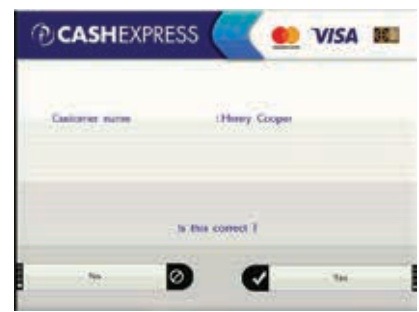 CASHEXPRESS VISA
Customer name :Henry Cooper
Is this correct ?
No Yes